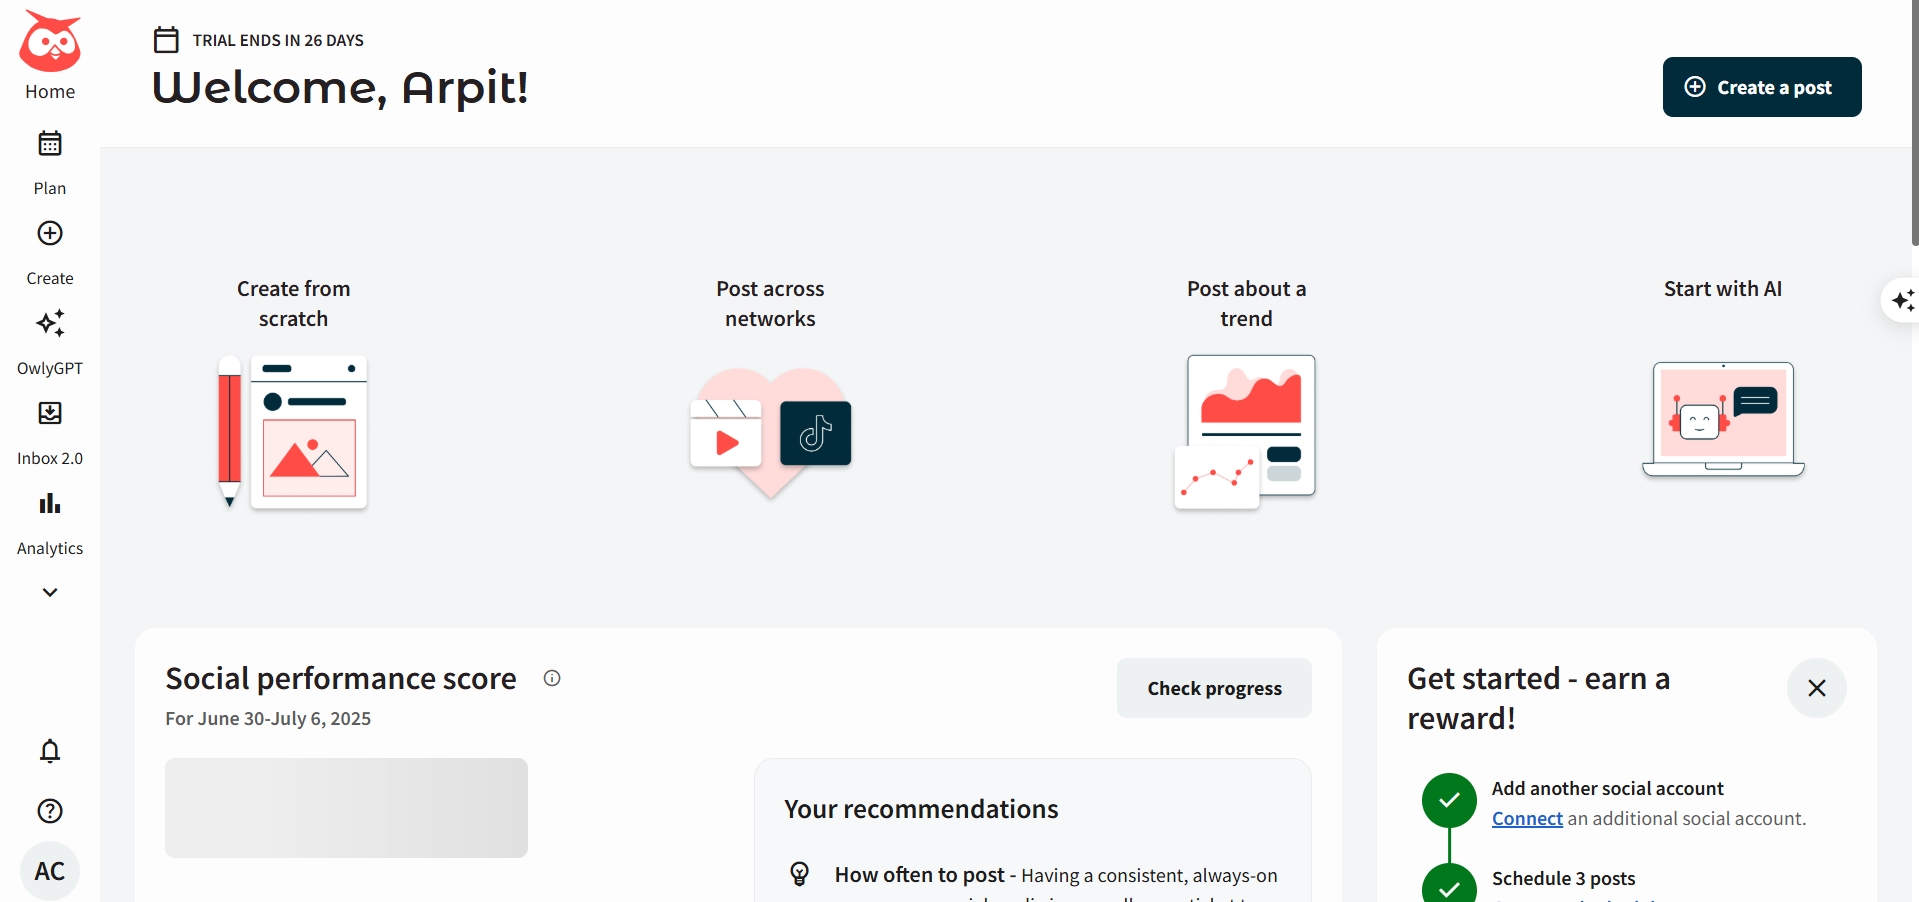 Home
Plan
Create
OwlyGPT
Inbox 2.0
Analytics
AC
TRIAL ENDS IN 26 DAYS
Welcome, Arpit!
Create a post
Create from
scratch
Post across
networks
Post about a
trend
Start with AI
Social performance score
For June 30-July 6, 2025
Check progress
Your recommendations
How often to post - Having a consistent, always-on
Get started - earn a
reward!
Add another social account
Connect an additional social account.
Schedule 3 posts